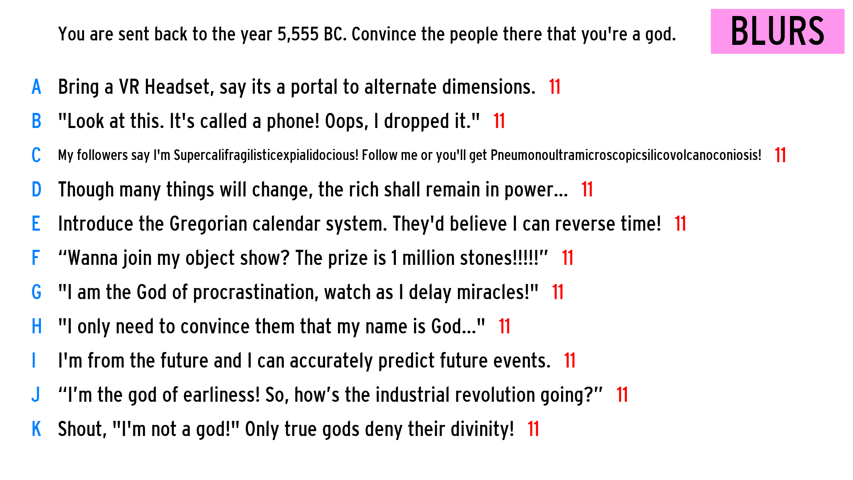 You are sent back to the year 5,555 BC. Convince the people there that you're a god.
BLURS
A Bring a VR Headset, say its a portal to alternate dimensions. 11
B "Look at this. It's called a phone! Oops, I dropped it." 11
C My followers say I'm Supercalifragilisticexpialidocious! Follow me or you'll get Pneumonoultramicroscopicsilicovolcanoconiosis! 11
D Though many things will change, the rich shall remain in power... 11
E Introduce the Gregorian calendar system. They'd believe I can reverse time! 11
F “Wanna join my object show? The prize is 1 million stones!!!!!” 11
G "I am the God of procrastination, watch as I delay miracles!" 11
H "I only need to convince them that my name is God..." 11
I I'm from the future and I can accurately predict future events. 11
J “I’m the god of earliness! So, how’s the industrial revolution going?” 11
K Shout, "I'm not a god!" Only true gods deny their divinity! 11